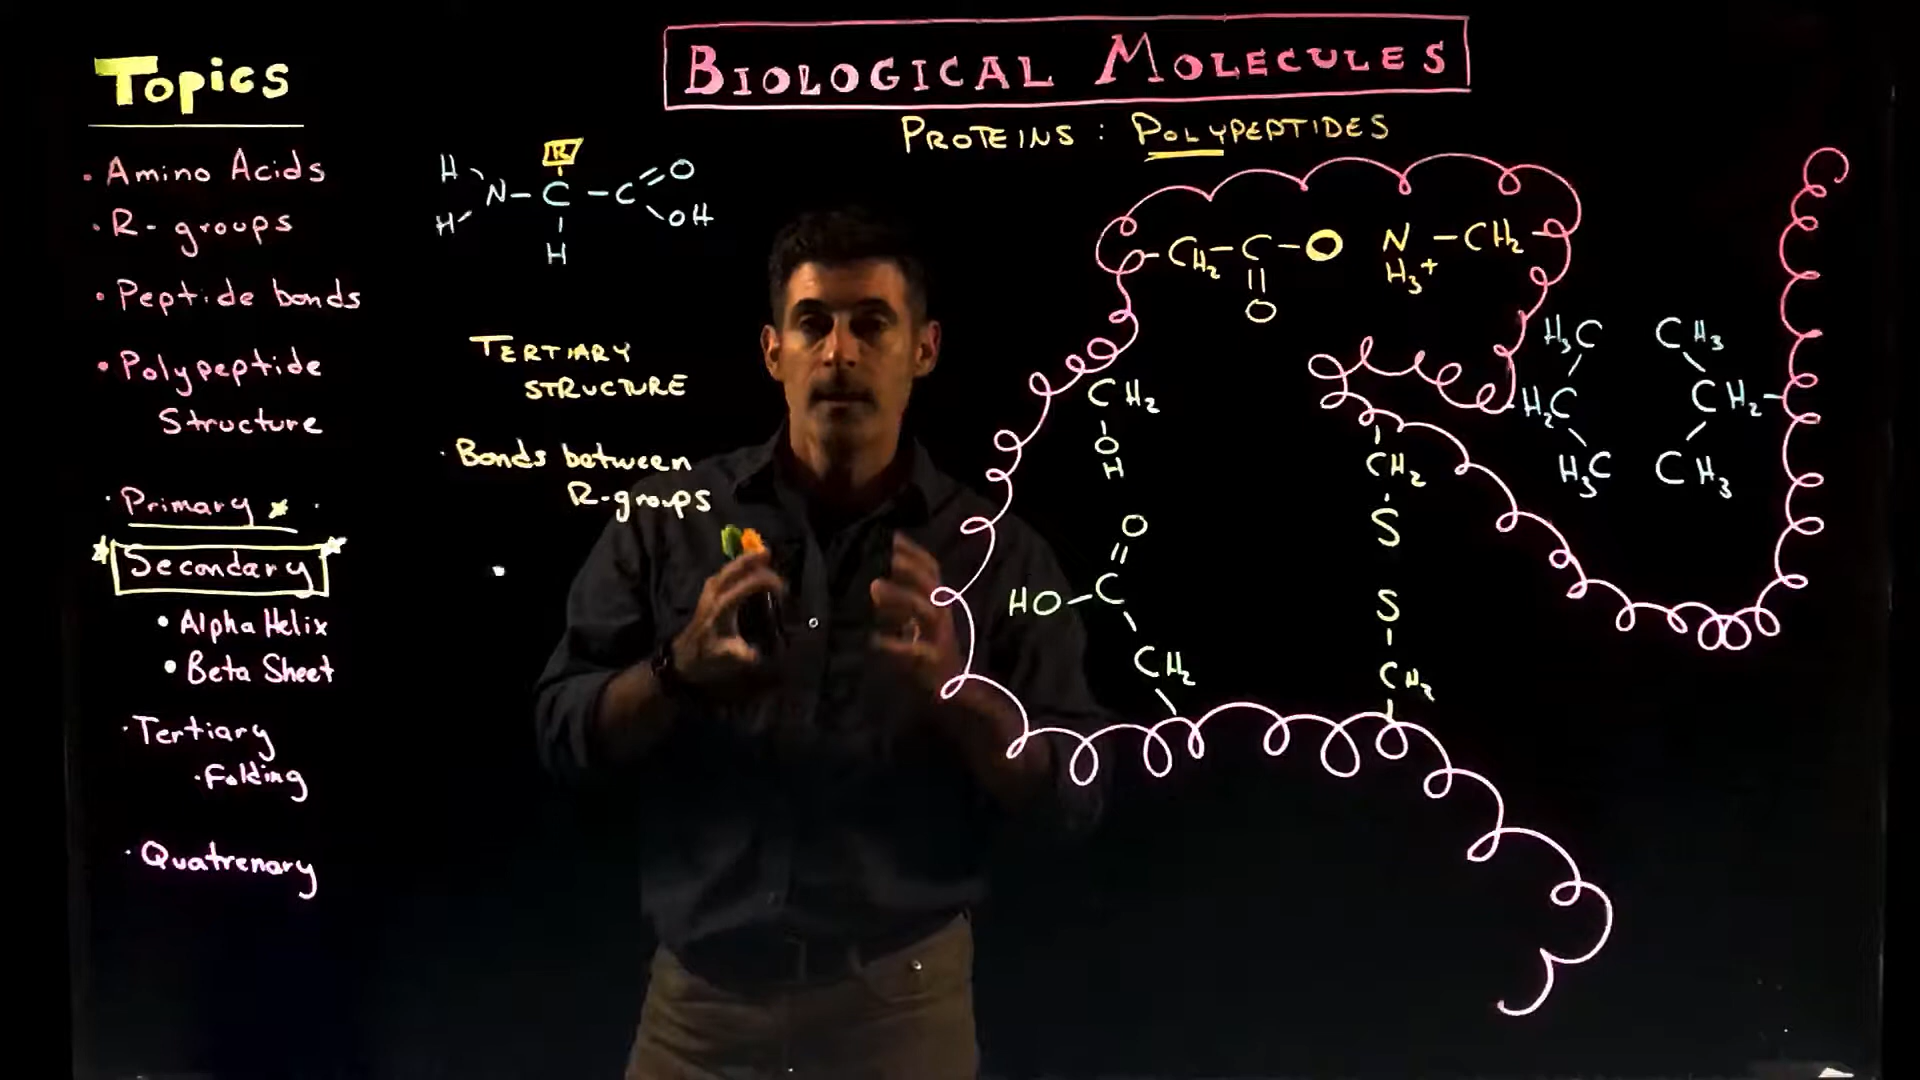 BIOLOGICAL MOLECULES
PROTEINS : POLYPEPTIDES
Topics
· Amino Acids
· R-groups
· Peptide bonds
· Polypeptide
Structure
· Primary
Secondary
• Alpha Helix
• Beta Sheet
· Tertiary
· Folding
· Quatrenary
H
R
O
N - C - C
H
OH
H
TERTIARY
STRUCTURE
· Bonds between
R-groups
CH2 - C - O
O
N - CH2
H3+
CH2
O
H
O
HO - C
CH2
CH2
S
S
CH2
H3C
H2C
H3C
CH3
CH2
CH3